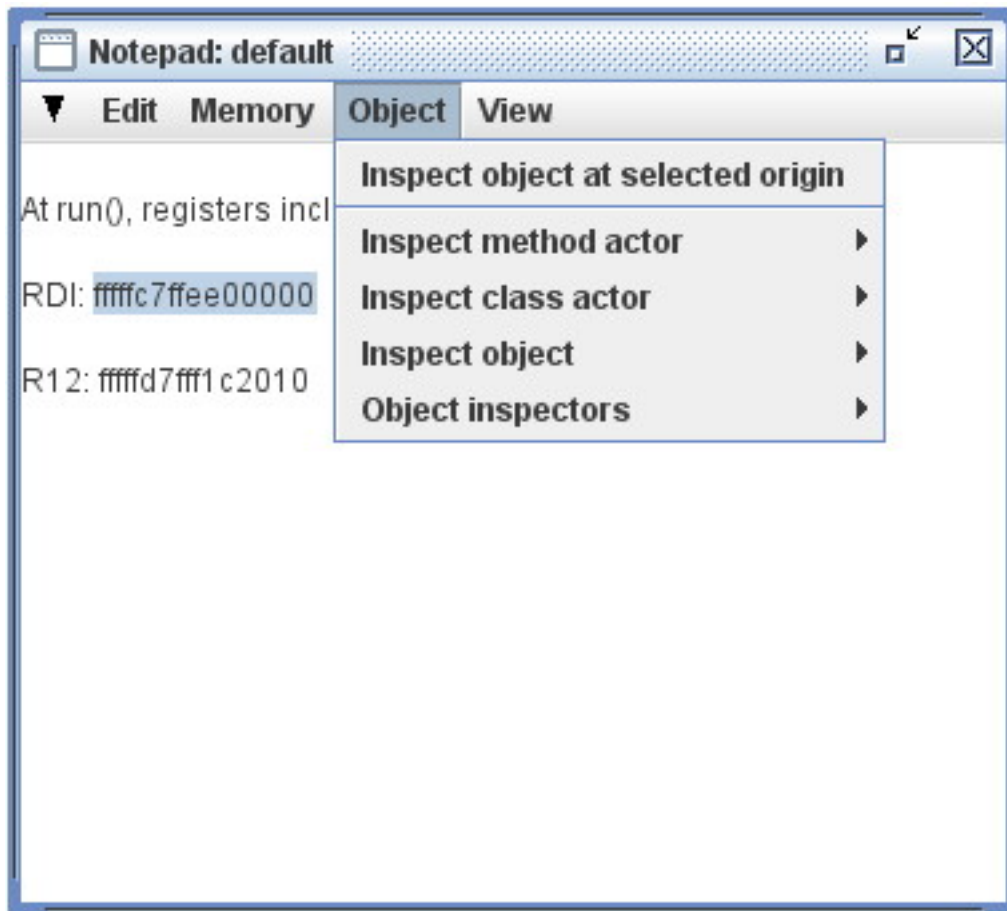 Notepad: default
Edit Memory Object View
Inspect object at selected origin
At run(), registers incl
Inspect method actor
RDI: fffffc7ffee00000
Inspect class actor
Inspect object
R12: fffffd7fff1c2010
Object inspectors